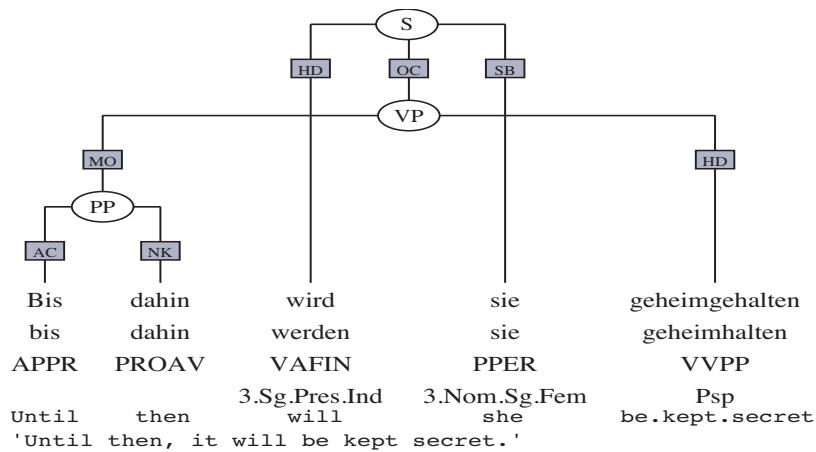 S
HD OC SB
VP
MO HD
PP
AC NK
Bis dahin wird sie geheimgehalten
bis dahin werden sie geheimhalten
APPR PROAV VAFIN PPER VVPP
3.Sg.Pres.Ind 3.Nom.Sg.Fem Psp
Until then will she be.kept.secret
'Until then, it will be kept secret.'